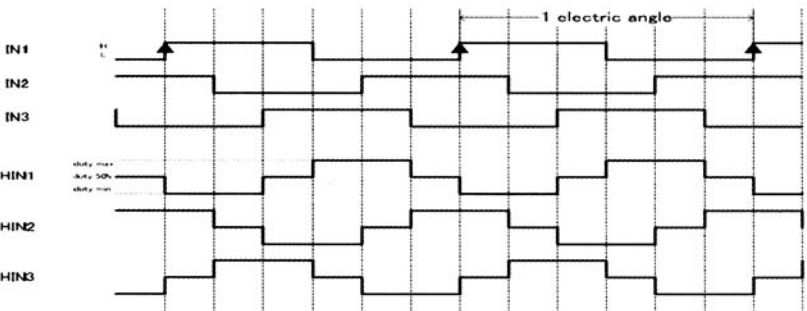 1 electric angle
IN1
H
L
IN2
IN3
duty max
HIN1
duty 50%
duty min
HIN2
HIN3